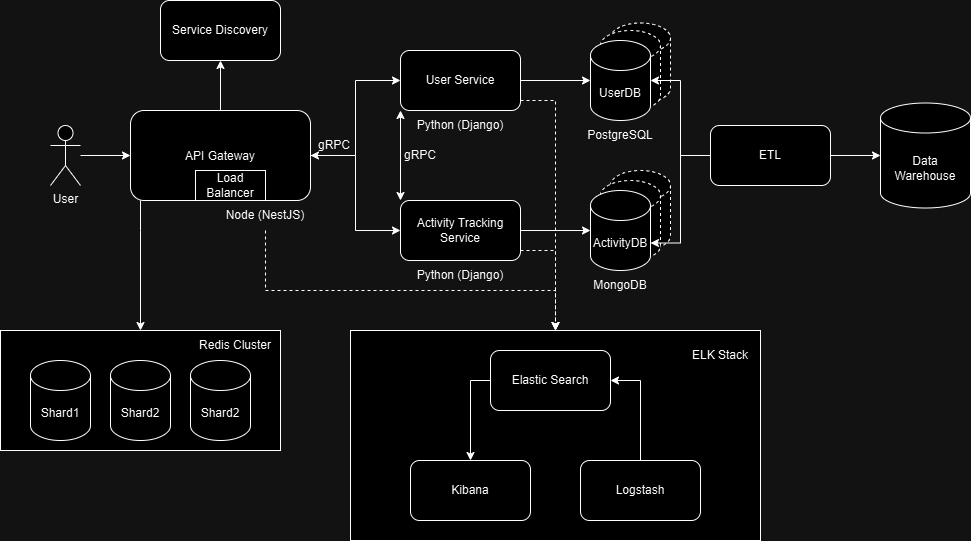 Service Discovery
User Service
UserDB
Python (Django)
PostgreSQL
API Gateway
gRPC
gRPC
ETL
Data
Warehouse
Load
Balancer
User
Node (NestJS)
Activity Tracking
Service
ActivityDB
Python (Django)
MongoDB
Redis Cluster
Shard1
Shard2
Shard2
ELK Stack
Elastic Search
Kibana
Logstash